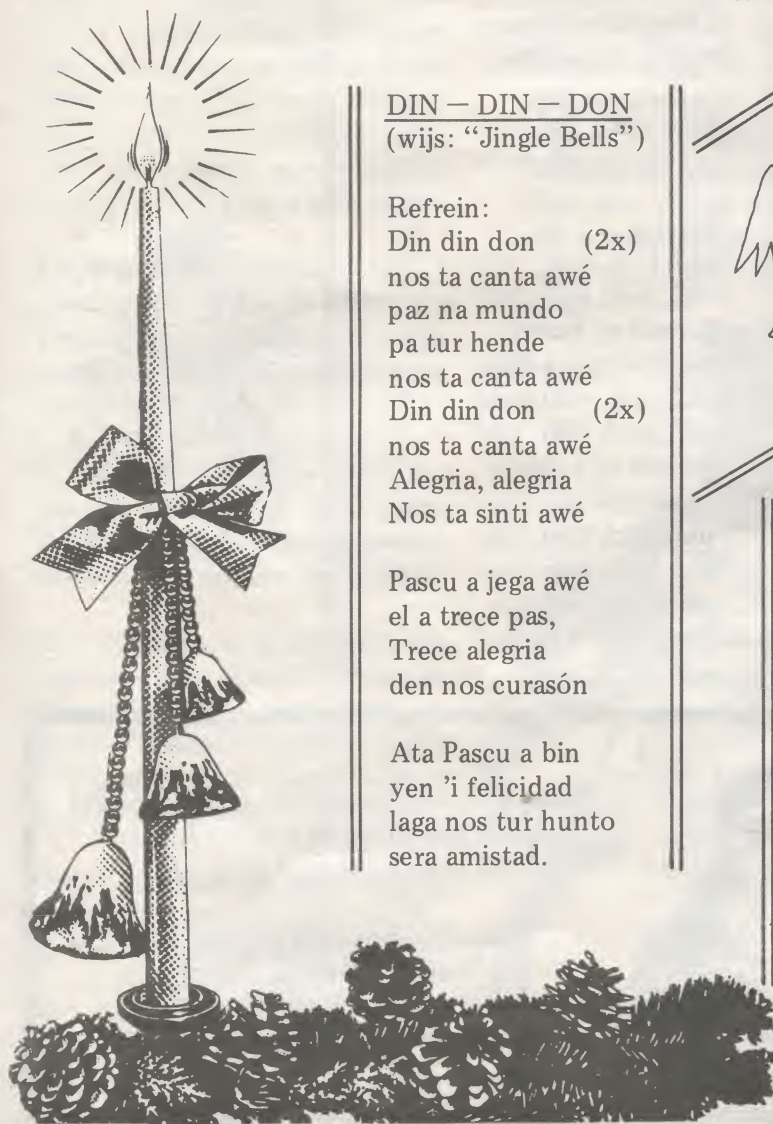 DIN — DIN — DON
(wijs: “Jingle Bells”)
Refrein:
Din din don (2x)
nos ta canta awé
paz na mundo
pa tur hende
nos ta canta awé
Din din don (2x)
nos ta canta awé
Alegria, alegria
Nos ta sinti awé
Pascu a jega awé
el a trece pas,
Trece alegria
den nos curasón
Ata Pascu a bin
yen ’i felicidad
laga nos tur hunto
sera amistad.